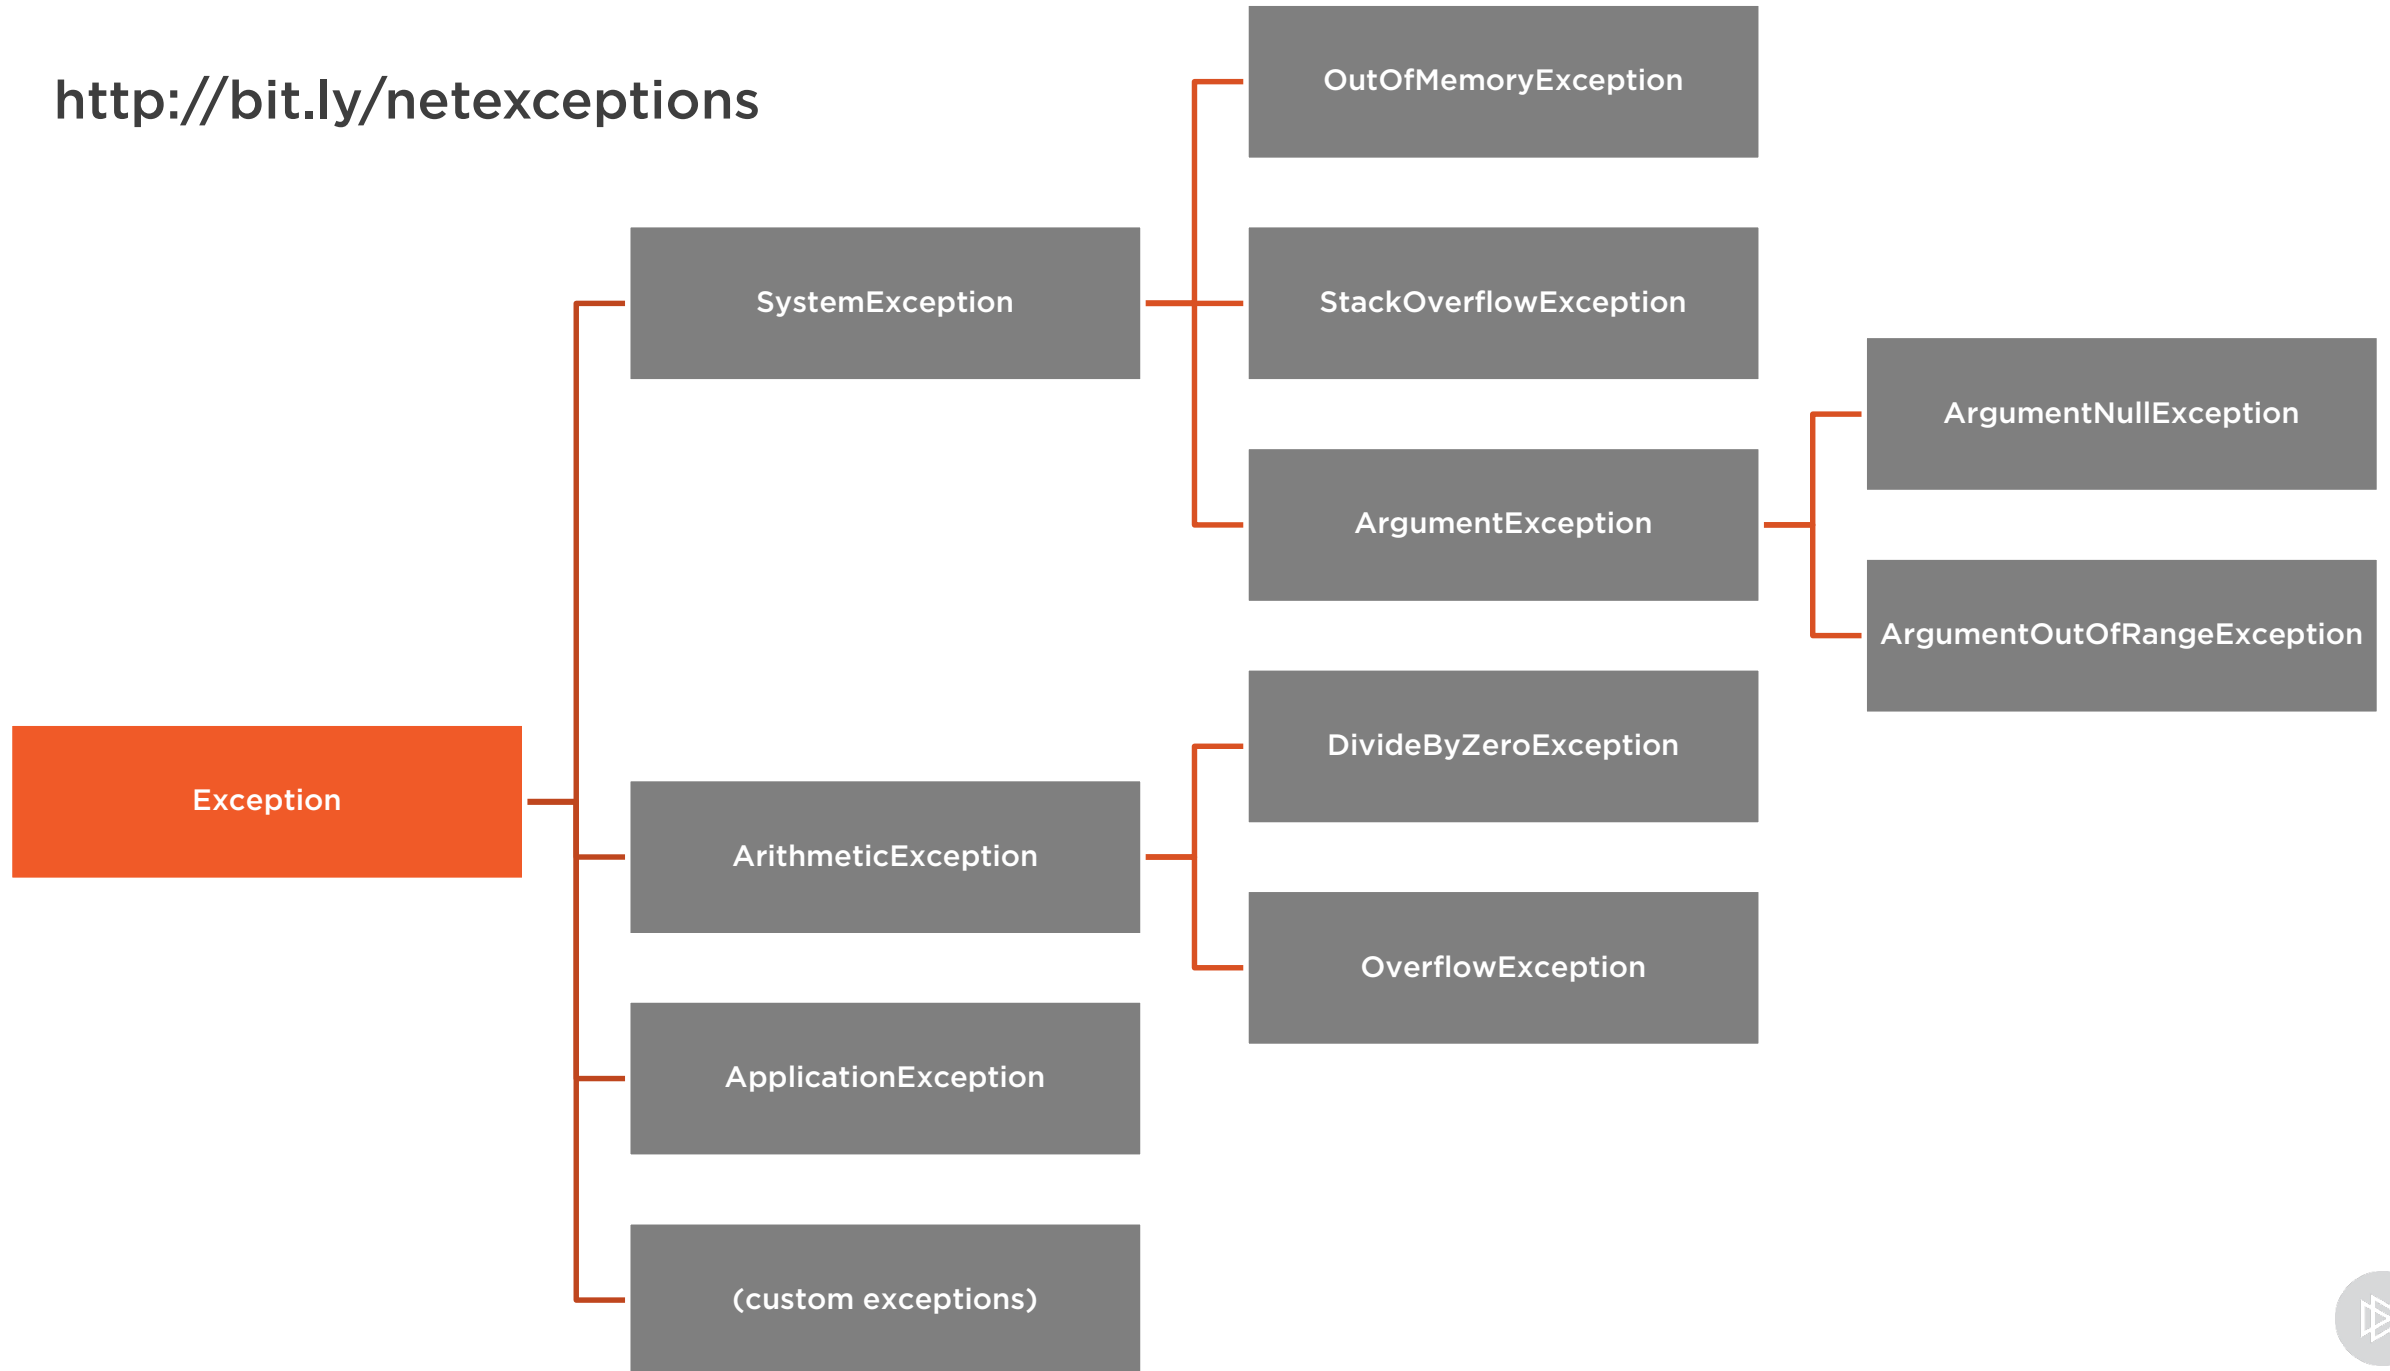 http://bit.ly/netexceptions
OutOfMemoryException
SystemException
StackOverflowException
ArgumentNullException
ArgumentException
ArgumentOutOfRangeException
DivideByZeroException
Exception
ArithmeticException
OverflowException
ApplicationException
(custom exceptions)